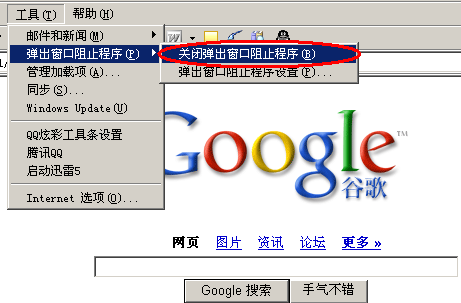 工具(T) 帮助(H)
邮件和新闻(M)
弹出窗口阻止程序(P) 关闭弹出窗口阻止程序(B)
管理加载项(A)... 弹出窗口阻止程序设置(P)...
同步(S)...
Windows Update(U)
QQ炫彩工具条设置
腾讯QQ
启动迅雷5
Internet 选项(O)...
Google™
谷歌
网页 图片 资讯 论坛 更多 »
Google 搜索 手气不错